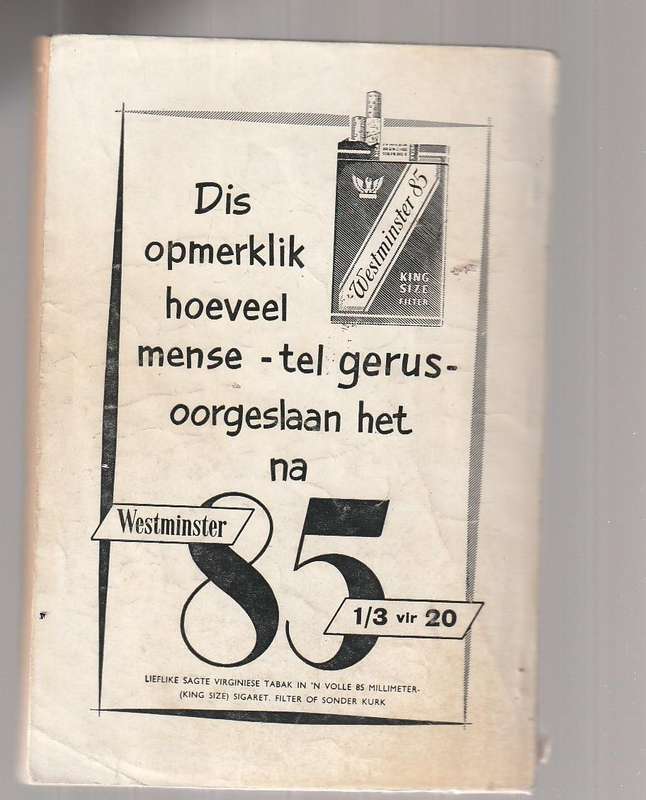 Dis
opmerklik
hoeveel
mense - tel gerus-
oorgeslaan het
na
Westminster 85
KING
SIZE
FILTER
Westminster
85
1/3 vir 20
LIEFLIKE SAGTE VIRGINIESE TABAK IN 'N VOLLE 85 MILLIMETER-
(KING SIZE) SIGARET. FILTER OF SONDER KURK